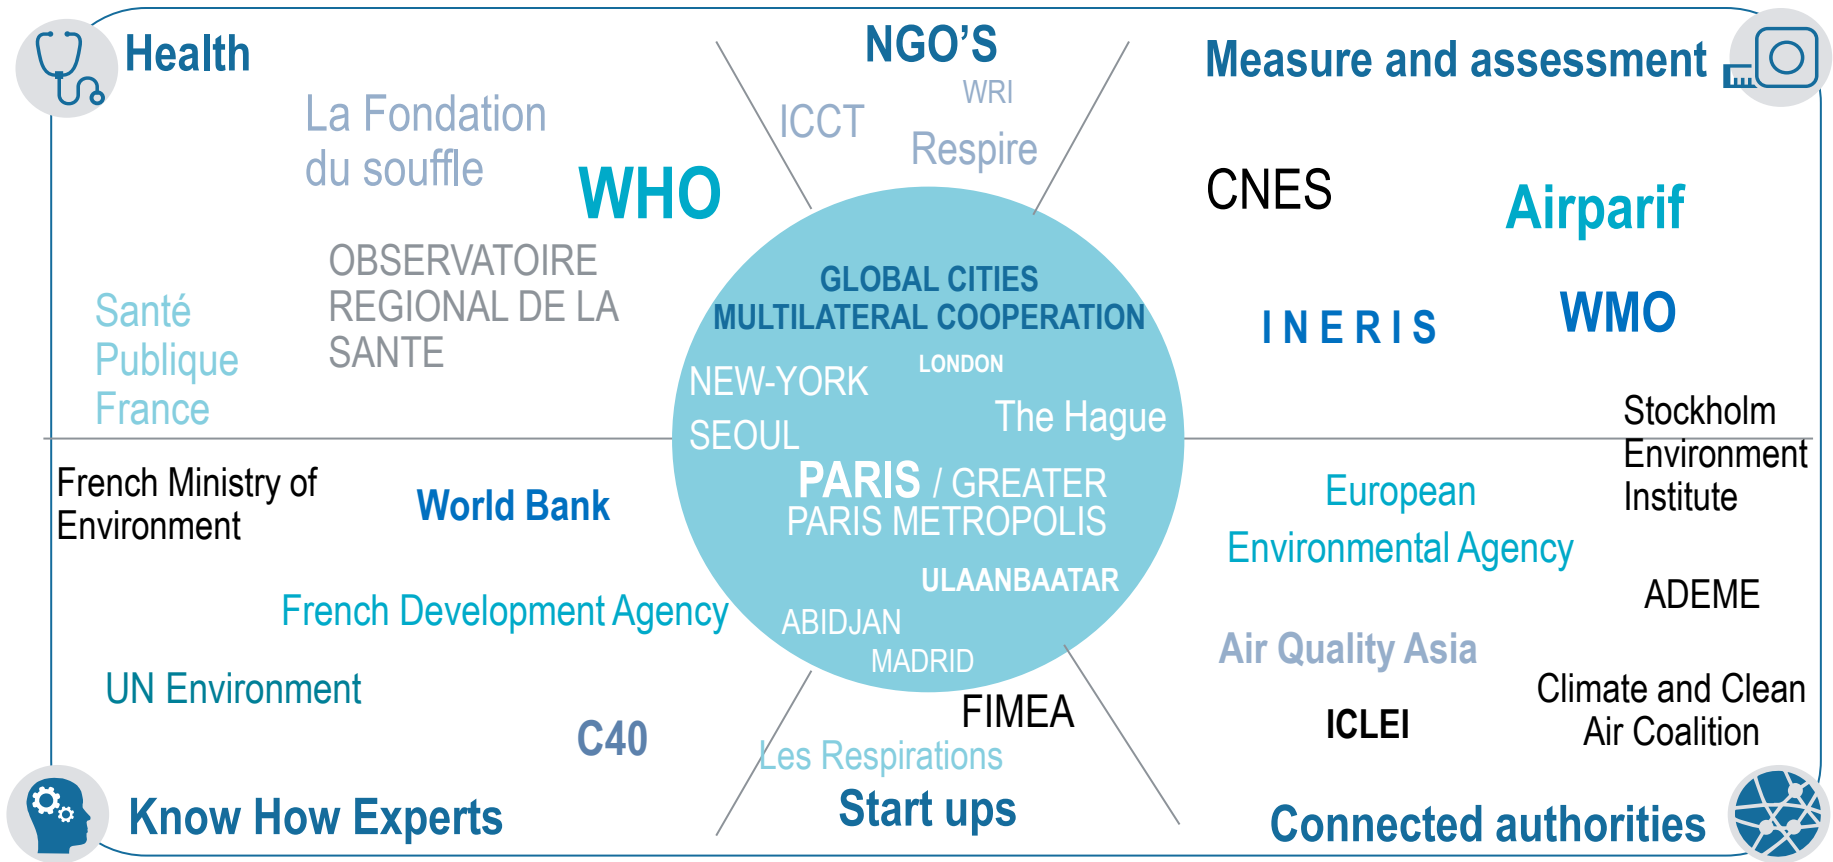 Health
La Fondation
du souffle
WHO
OBSERVATOIRE
REGIONAL DE LA
SANTE
Santé
Publique
France
NGO’S
WRI
ICCT
Respire
Measure and assessment
CNES
Airparif
INERIS
WMO
GLOBAL CITIES
MULTILATERAL COOPERATION
LONDON
NEW-YORK
The Hague
SEOUL
PARIS / GREATER
PARIS METROPOLIS
ULAANBAATAR
ABIDJAN
MADRID
French Ministry of
Environment
World Bank
French Development Agency
UN Environment
C40
Know How Experts
FIMEA
Les Respirations
Start ups
Stockholm
Environment
Institute
European
Environmental Agency
ADEME
Air Quality Asia
Climate and Clean
Air Coalition
ICLEI
Connected authorities